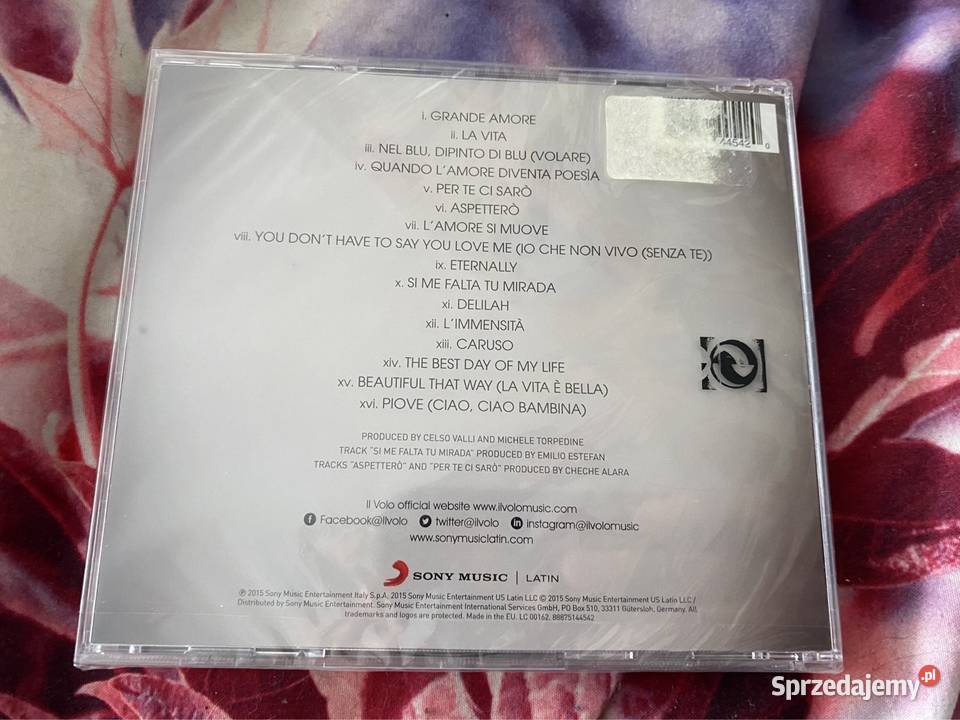 i. GRANDE AMORE
ii. LA VITA
iii. NEL BLU, DIPINTO DI BLU (VOLARE)
iv. QUANDO L'AMORE DIVENTA POESÌA
v. PER TE CI SARÒ
vi. ASPETTERÒ
vii. L'AMORE SI MUOVE
viii. YOU DON'T HAVE TO SAY YOU LOVE ME (IO CHE NON VIVO (SENZA TE))
ix. ETERNALLY
x. SI ME FALTA TU MIRADA
xi. DELILAH
xii. L'IMMENSITÀ
xiii. CARUSO
xiv. THE BEST DAY OF MY LIFE
xv. BEAUTIFUL THAT WAY (LA VITA È BELLA)
xvi. PIOVE (CIAO, CIAO BAMBINA)
PRODUCED BY CELSO VALLI AND MICHELE TORPEDINE
TRACK "SI ME FALTA TU MIRADA" PRODUCED BY EMILIO ESTEFAN
TRACKS "ASPETTERÒ" AND "PER TE CI SARÒ" PRODUCED BY CHECHE ALARA
Il Volo official website www.ilvolomusic.com
Facebook@ilvolo twitter@ilvolo instagram@ilvolomusic
www.sonymusiclatin.com
SONY MUSIC | LATIN
℗ 2015 Sony Music Entertainment Italy S.p.A. 2015 Sony Music Entertainment US Latin LLC © 2015 Sony Music Entertainment US Latin LLC /
Distributed by Sony Music Entertainment. Sony Music Entertainment International Services GmbH, PO Box 510, 33311 Gütersloh, Germany. All
trademarks and logos are protected. Made in the EU. LC 00162. 88875144542
Sprzedajemy.pl